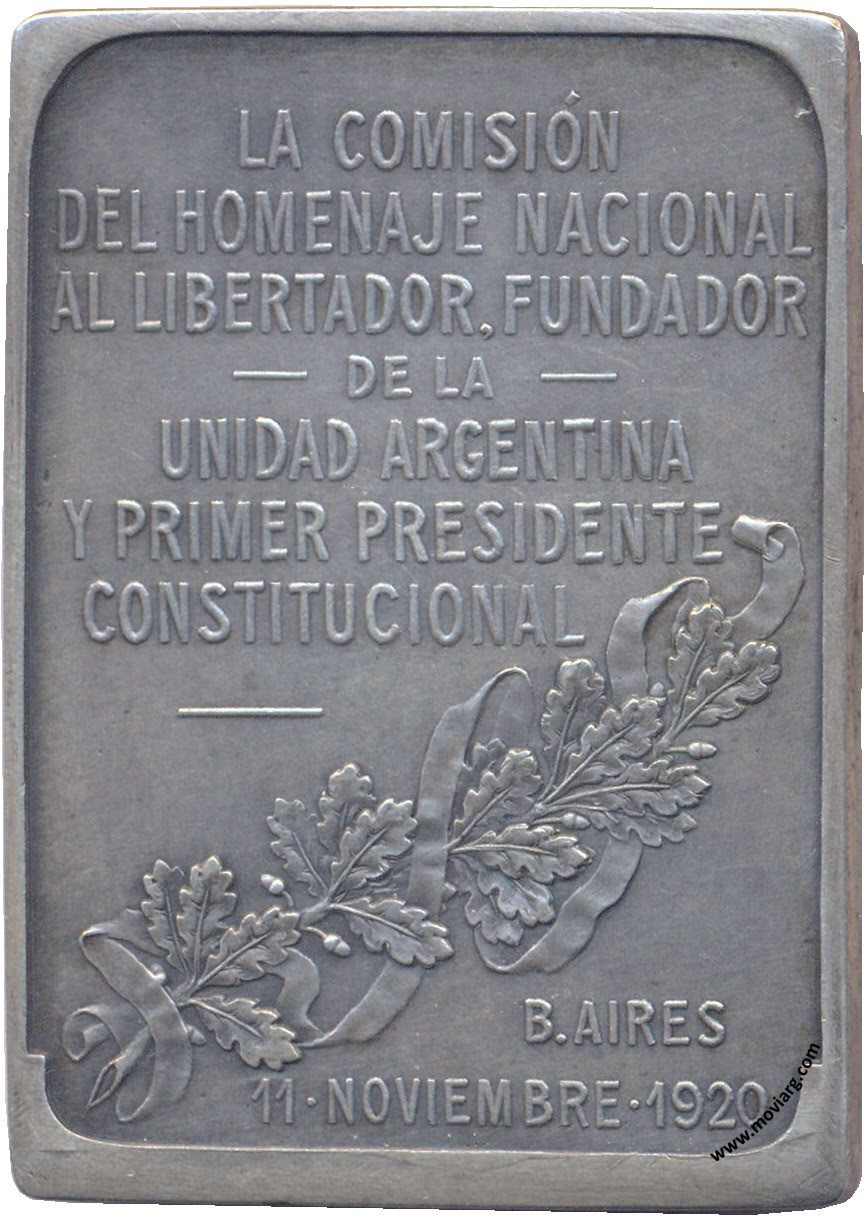 LA COMISIÓN
DEL HOMENAJE NACIONAL
AL LIBERTADOR, FUNDADOR
— DE LA —
UNIDAD ARGENTINA
Y PRIMER PRESIDENTE
CONSTITUCIONAL
B. AIRES
11 · NOVIEMBRE · 1920
www.moviarg.com